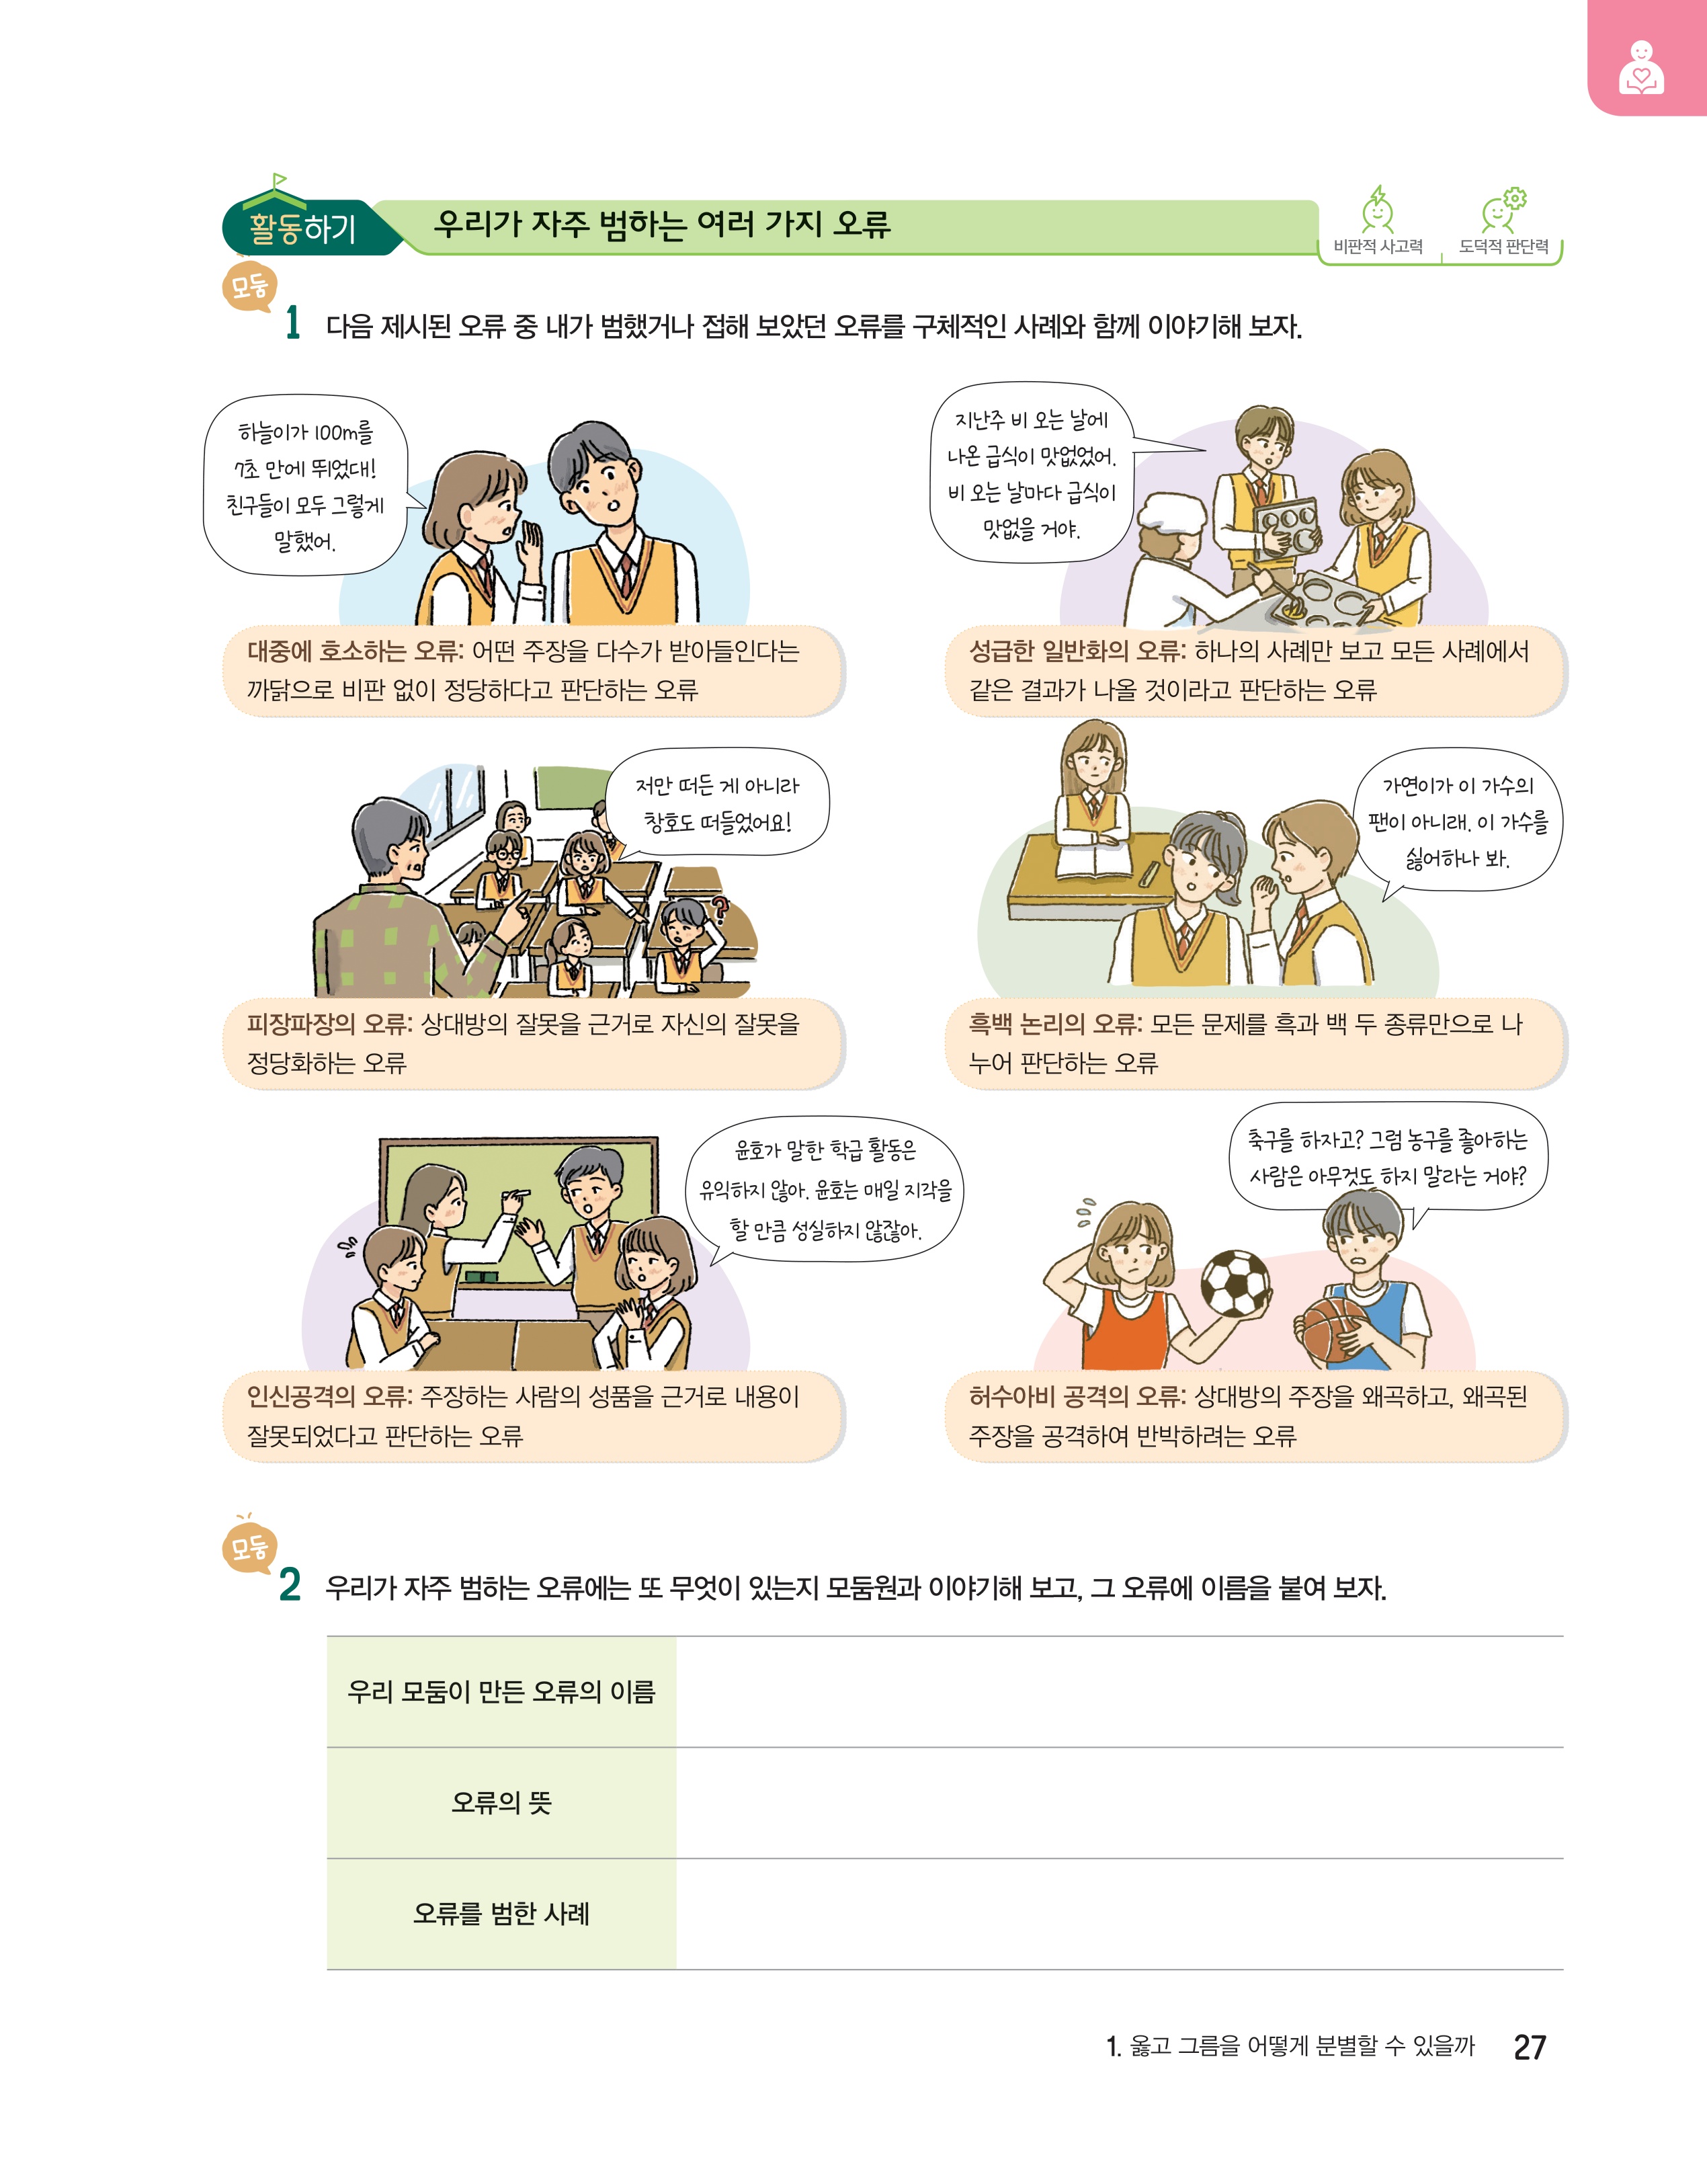 활동하기
우리가 자주 범하는 여러 가지 오류
비판적 사고력
도덕적 판단력
모둠
1 다음 제시된 오류 중 내가 범했거나 접해 보았던 오류를 구체적인 사례와 함께 이야기해 보자.
하늘이가 100m를
7초 만에 뛰었대!
친구들이 모두 그렇게
말했어.
대중에 호소하는 오류: 어떤 주장을 다수가 받아들인다는
까닭으로 비판 없이 정당하다고 판단하는 오류
지난주 비 오는 날에
나온 급식이 맛없었어.
비 오는 날마다 급식이
맛없을 거야.
성급한 일반화의 오류: 하나의 사례만 보고 모든 사례에서
같은 결과가 나올 것이라고 판단하는 오류
저만 떠든 게 아니라
창호도 떠들었어요!
?
피장파장의 오류: 상대방의 잘못을 근거로 자신의 잘못을
정당화하는 오류
가연이가 이 가수의
팬이 아니래. 이 가수를
싫어하나 봐.
흑백 논리의 오류: 모든 문제를 흑과 백 두 종류만으로 나
누어 판단하는 오류
윤호가 말한 학급 활동은
유익하지 않아. 윤호는 매일 지각을
할 만큼 성실하지 않잖아.
인신공격의 오류: 주장하는 사람의 성품을 근거로 내용이
잘못되었다고 판단하는 오류
축구를 하자고? 그럼 농구를 좋아하는
사람은 아무것도 하지 말라는 거야?
허수아비 공격의 오류: 상대방의 주장을 왜곡하고, 왜곡된
주장을 공격하여 반박하려는 오류
모둠
2 우리가 자주 범하는 오류에는 또 무엇이 있는지 모둠원과 이야기해 보고, 그 오류에 이름을 붙여 보자.
우리 모둠이 만든 오류의 이름
오류의 뜻
오류를 범한 사례
1. 옳고 그름을 어떻게 분별할 수 있을까 27